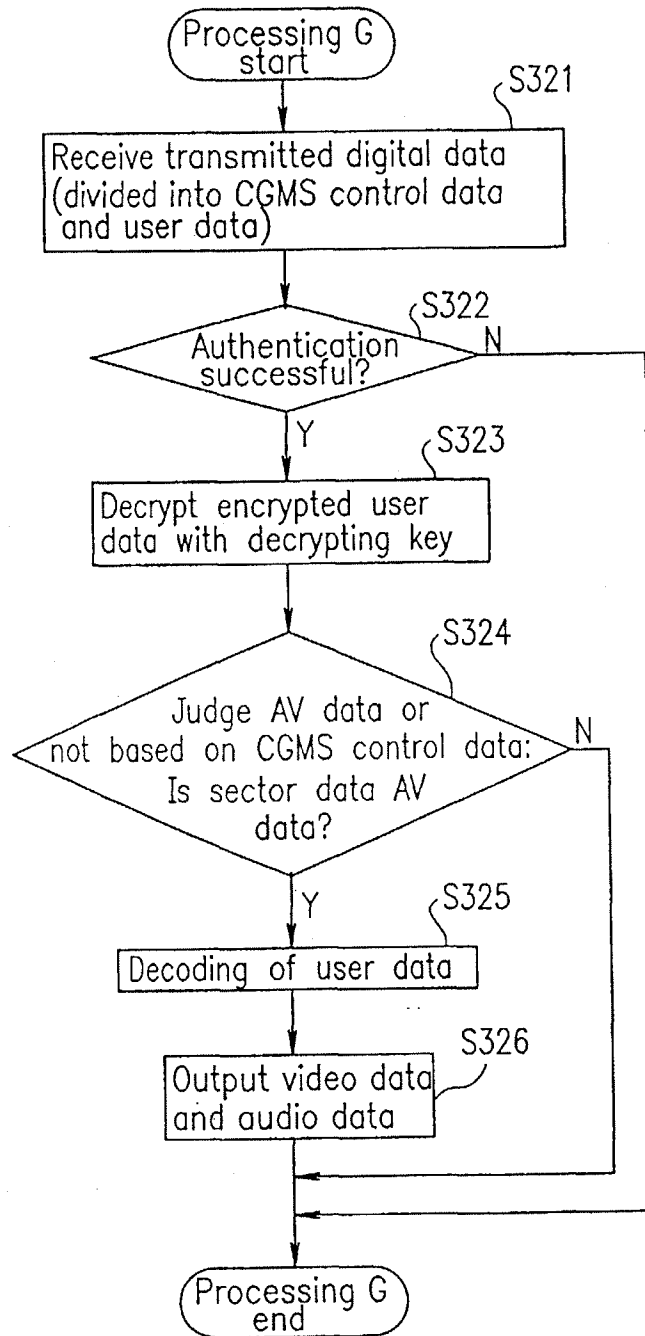 Processing G
start
S321
Receive transmitted digital data
(divided into CGMS control data
and user data)
S322
Authentication
successful?
N
Y
S323
Decrypt encrypted user
data with decrypting key
S324
Judge AV data or
not based on CGMS control data:
Is sector data AV
data?
N
Y
S325
Decoding of user data
S326
Output video data
and audio data
Processing G
end